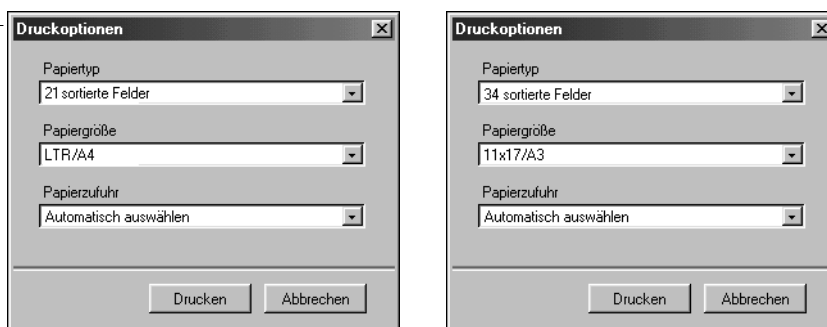 Druckoptionen
Papiertyp
21 sortierte Felder
Papiergröße
LTR/A4
Papierzufuhr
Automatisch auswählen
Drucken
Abbrechen
Druckoptionen
Papiertyp
34 sortierte Felder
Papiergröße
11x17/A3
Papierzufuhr
Automatisch auswählen
Drucken
Abbrechen